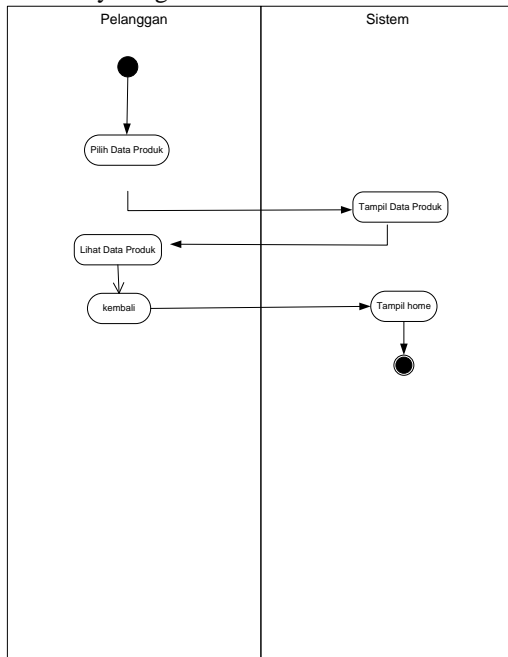 Pelanggan
Sistem
Pilih Data Produk
Tampil Data Produk
Lihat Data Produk
kembali
Tampil home